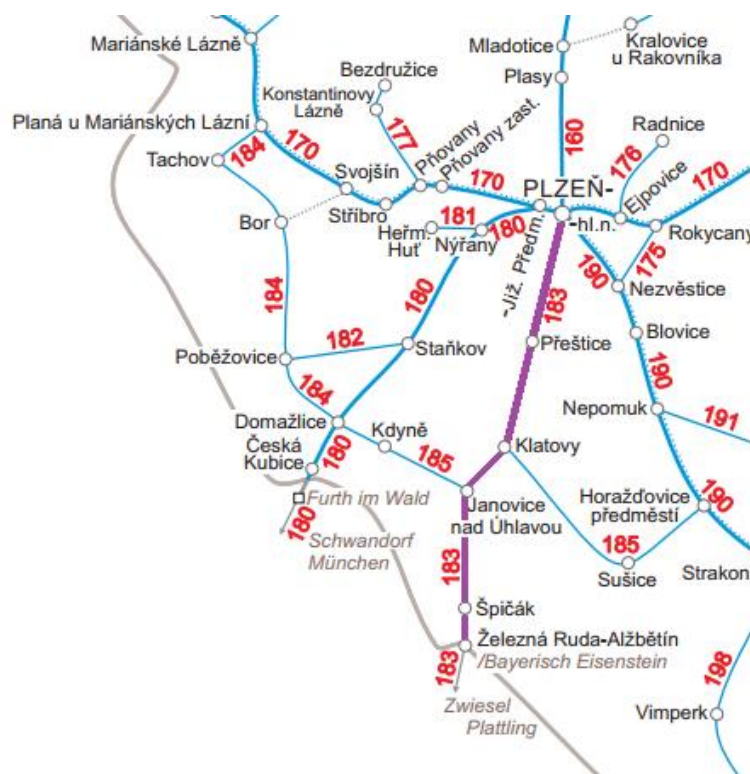 Mariánské Lázně
Mladotice
Kralovice
u Rakovníka
Bezdružice
Plasy
Konstantinovy
Lázně
Planá u Mariánských Lázní
184
Tachov
170
177
Pňovany
Pňovany zast.
160
Radnice
176
Svojšín
170
PLZEŇ-
-hl.n.
Ejpovice
170
Stříbro
Bor
181
Heřm.
Huť
Nýřany
180
-Již. Předm.
Rokycany
190
175
184
180
183
Nezvěstice
182
Blovice
Poběžovice
Staňkov
Přeštice
190
184
Nepomuk
191
Domažlice
Kdyně
Klatovy
Česká
Kubice
180
185
Furth im Wald
180
Janovice
nad Úhlavou
Horažďovice
předměstí
190
Schwandorf
München
185
Sušice
Strakon
183
Špičák
Železná Ruda-Alžbětín
/Bayerisch Eisenstein
183
198
Zwiesel
Plattling
Vimperk